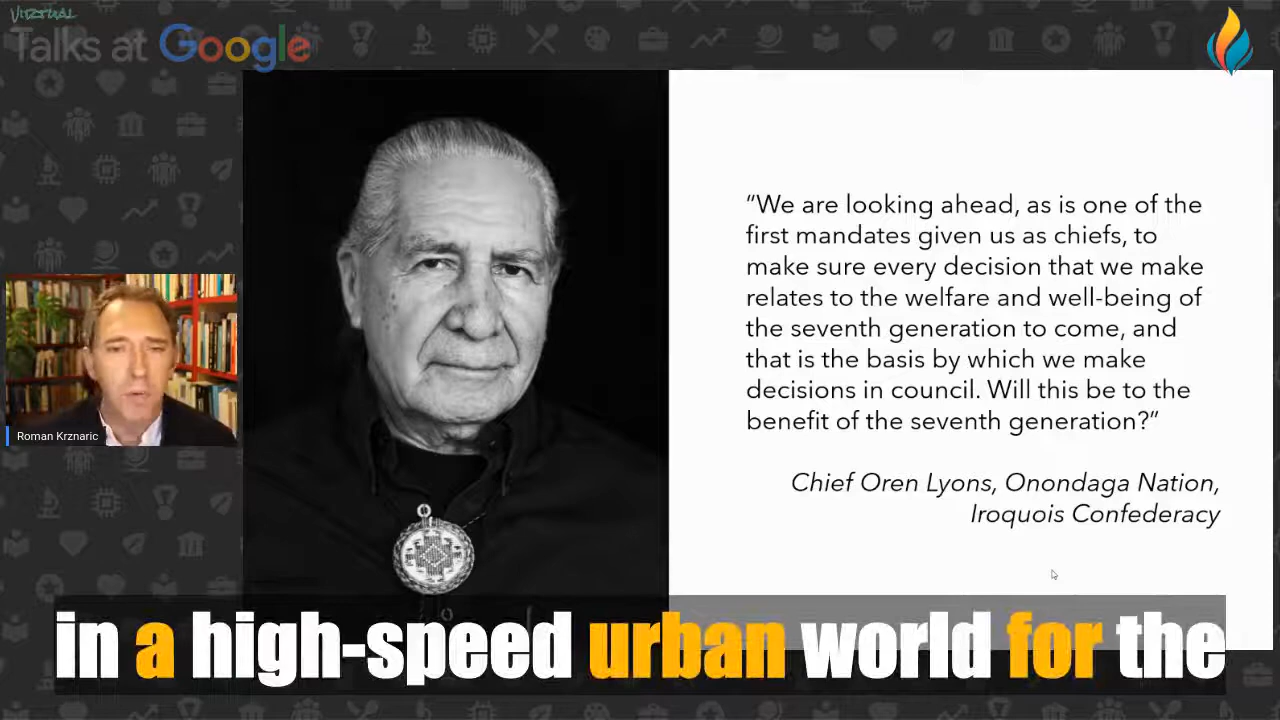 VIRTUAL
Talks at Google
"We are looking ahead, as is one of the
first mandates given us as chiefs, to
make sure every decision that we make
relates to the welfare and well-being of
the seventh generation to come, and
that is the basis by which we make
decisions in council. Will this be to the
benefit of the seventh generation?"
Chief Oren Lyons, Onondaga Nation,
Iroquois Confederacy
Roman Krznaric
in a high-speed urban world for the